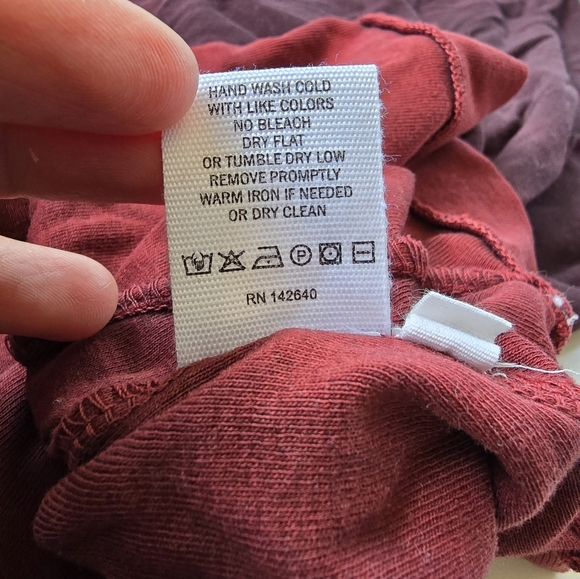 HAND WASH COLD
WITH LIKE COLORS
NO BLEACH
DRY FLAT
OR TUMBLE DRY LOW
REMOVE PROMPTLY
WARM IRON IF NEEDED
OR DRY CLEAN
P
RN 142640